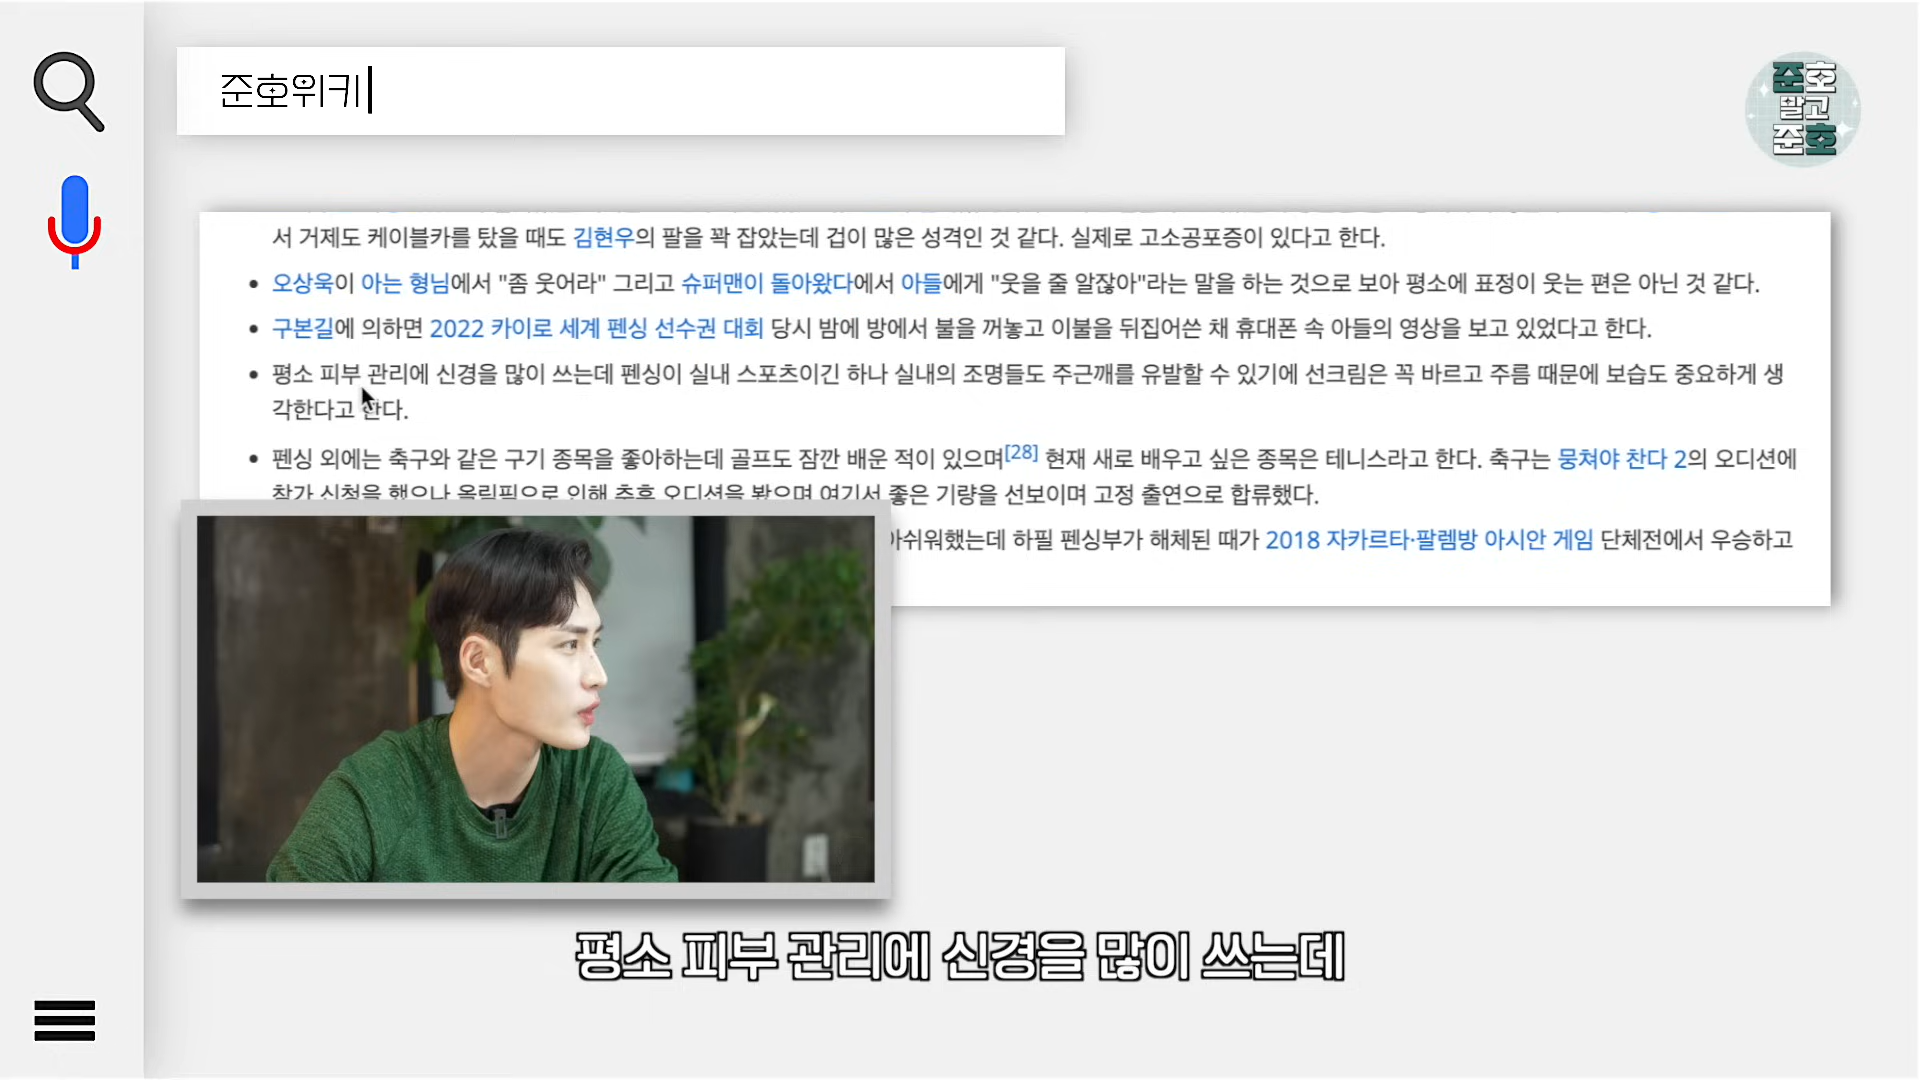 준호위키
준호
말고
준호
서 거제도 케이블카를 탔을 때도 김현우의 팔을 꽉 잡았는데 겁이 많은 성격인 것 같다. 실제로 고소공포증이 있다고 한다.
오상욱이 아는 형님에서 "좀 웃어라" 그리고 슈퍼맨이 돌아왔다에서 아들에게 "웃을 줄 알잖아"라는 말을 하는 것으로 보아 평소에 표정이 웃는 편은 아닌 것 같다.
구본길에 의하면 2022 카이로 세계 펜싱 선수권 대회 당시 밤에 방에서 불을 꺼놓고 이불을 뒤집어쓴 채 휴대폰 속 아들의 영상을 보고 있었다고 한다.
평소 피부 관리에 신경을 많이 쓰는데 펜싱이 실내 스포츠이긴 하나 실내의 조명들도 주근깨를 유발할 수 있기에 선크림은 꼭 바르고 주름 때문에 보습도 중요하게 생
각한다고 한다.
펜싱 외에는 축구와 같은 구기 종목을 좋아하는데 골프도 잠깐 배운 적이 있으며[28] 현재 새로 배우고 싶은 종목은 테니스라고 한다. 축구는 뭉쳐야 찬다 2의 오디션에
참가 신청을 했으나 올림픽으로 인해 추후 오디션을 봤으며 여기서 좋은 기량을 선보이며 고정 출연으로 합류했다.
아쉬워했는데 하필 펜싱부가 해체된 때가 2018 자카르타·팔렘방 아시안 게임 단체전에서 우승하고
평소 피부 관리에 신경을 많이 쓰는데